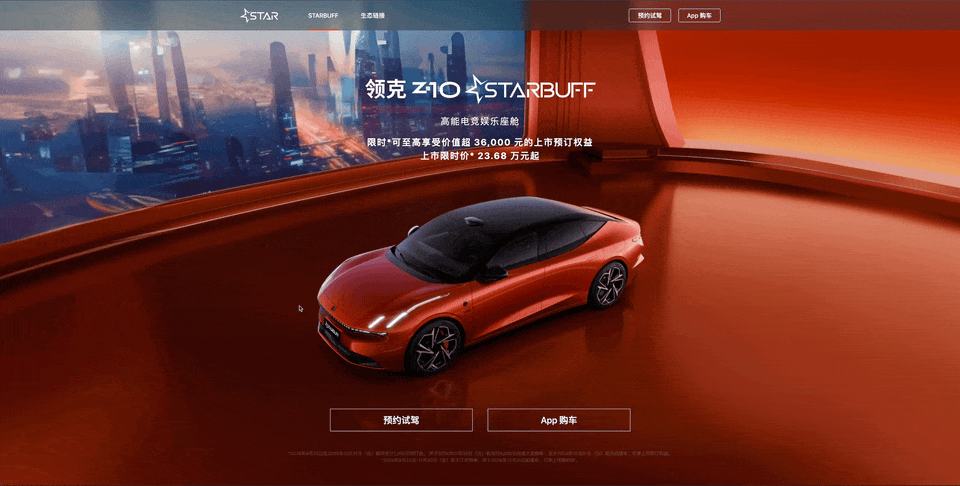 STAR STARBUFF 生态链接 预约试驾 App 购车
领克 Z10 STARBUFF
高能电竞娱乐座舱
限时*可至高享受价值超 36,000 元的上市预订权益
上市限时价* 23.68 万元起
预约试驾 App 购车